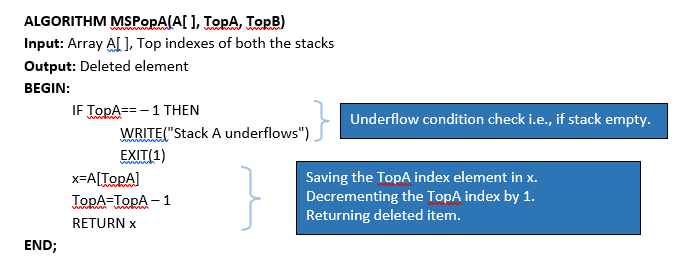 ALGORITHM MSPopA(A[ ], TopA, TopB)
Input: Array A[ ], Top indexes of both the stacks
Output: Deleted element
BEGIN:
IF TopA== – 1 THEN
WRITE("Stack A underflows")
EXIT(1)
Underflow condition check i.e., if stack empty.
x=A[TopA]
TopA=TopA – 1
RETURN x
Saving the TopA index element in x.
Decrementing the TopA index by 1.
Returning deleted item.
END;